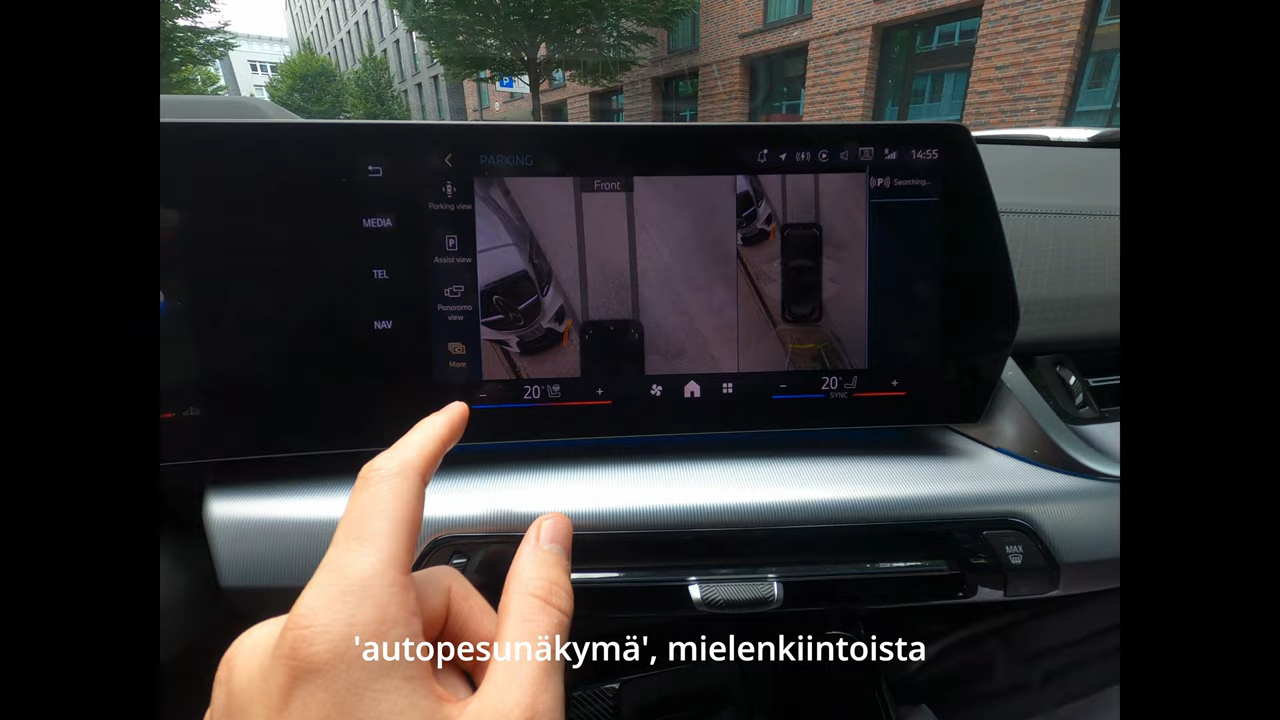 P
PARKING
14:55
Front
Searching...
Parking view
MEDIA
P
Assist view
TEL
Panorama
view
NAV
More
20°
20°
SYNC
MAX
'autopesunäkymä', mielenkiintoista